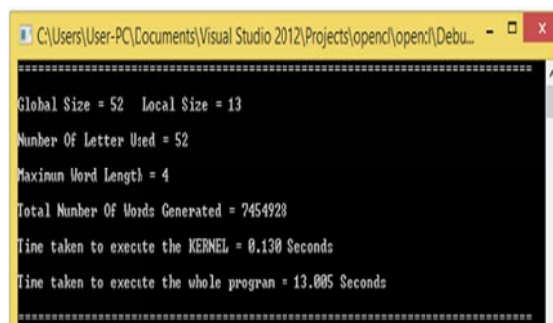 C:\Users\User-PC\Documents\Visual Studio 2012\Projects\opencl\opencl\Debu...
Global Size = 52 Local Size = 13
Number Of Letter Used = 52
Maximum Word Length = 4
Total Number Of Words Generated = 7454928
Time taken to execute the KERNEL = 0.130 Seconds
Time taken to execute the whole program = 13.005 Seconds